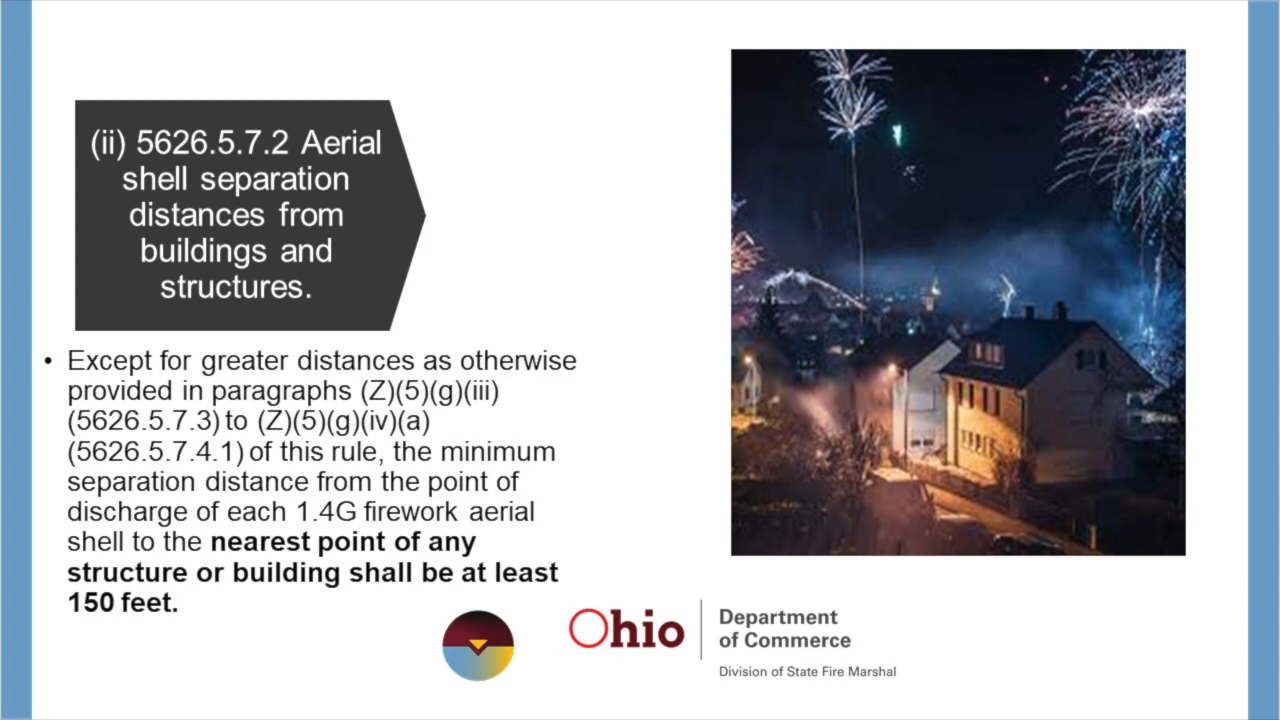 (ii) 5626.5.7.2 Aerial
shell separation
distances from
buildings and
structures.
• Except for greater distances as otherwise
provided in paragraphs (Z)(5)(g)(iii)
(5626.5.7.3) to (Z)(5)(g)(iv)(a)
(5626.5.7.4.1) of this rule, the minimum
separation distance from the point of
discharge of each 1.4G firework aerial
shell to the nearest point of any
structure or building shall be at least
150 feet.
Ohio
Department
of Commerce
Division of State Fire Marshal